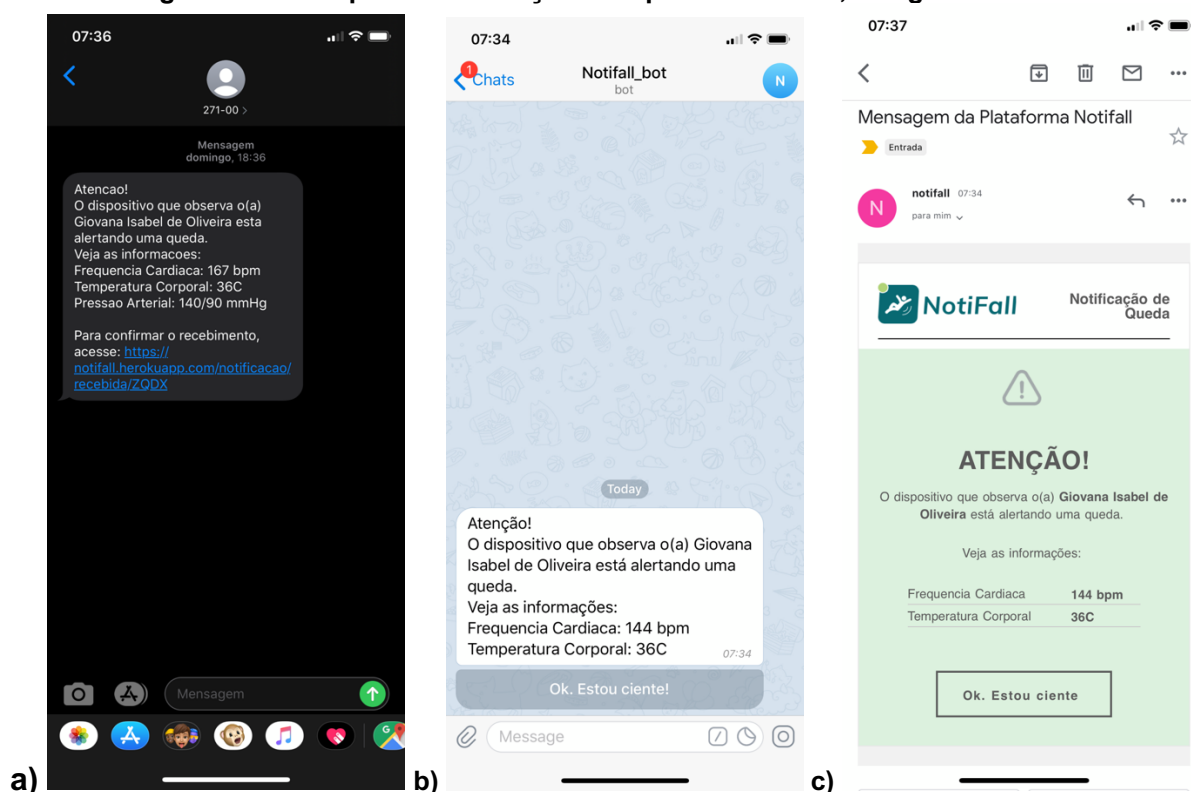 07:36
271-00 >
Mensagem
domingo, 18:36
Atencao!
O dispositivo que observa o(a)
Giovana Isabel de Oliveira esta
alertando uma queda.
Veja as informacoes:
Frequencia Cardiaca: 167 bpm
Temperatura Corporal: 36C
Pressao Arterial: 140/90 mmHg
Para confirmar o recebimento,
acesse: https://
notifall.herokuapp.com/notificacao/
recebida/ZQDX
Mensagem
a)
07:34
1
Chats
Notifall_bot
bot
N
Today
Atenção!
O dispositivo que observa o(a) Giovana
Isabel de Oliveira está alertando uma
queda.
Veja as informações:
Frequencia Cardiaca: 144 bpm
Temperatura Corporal: 36C
07:34
Ok. Estou ciente!
Message
b)
07:37
Mensagem da Plataforma Notifall
Entrada
N
notifall 07:34
para mim
NotiFall
Notificação de
Queda
ATENÇÃO!
O dispositivo que observa o(a) Giovana Isabel de
Oliveira está alertando uma queda.
Veja as informações:
Frequencia Cardiaca 144 bpm
Temperatura Corporal 36C
Ok. Estou ciente
c)